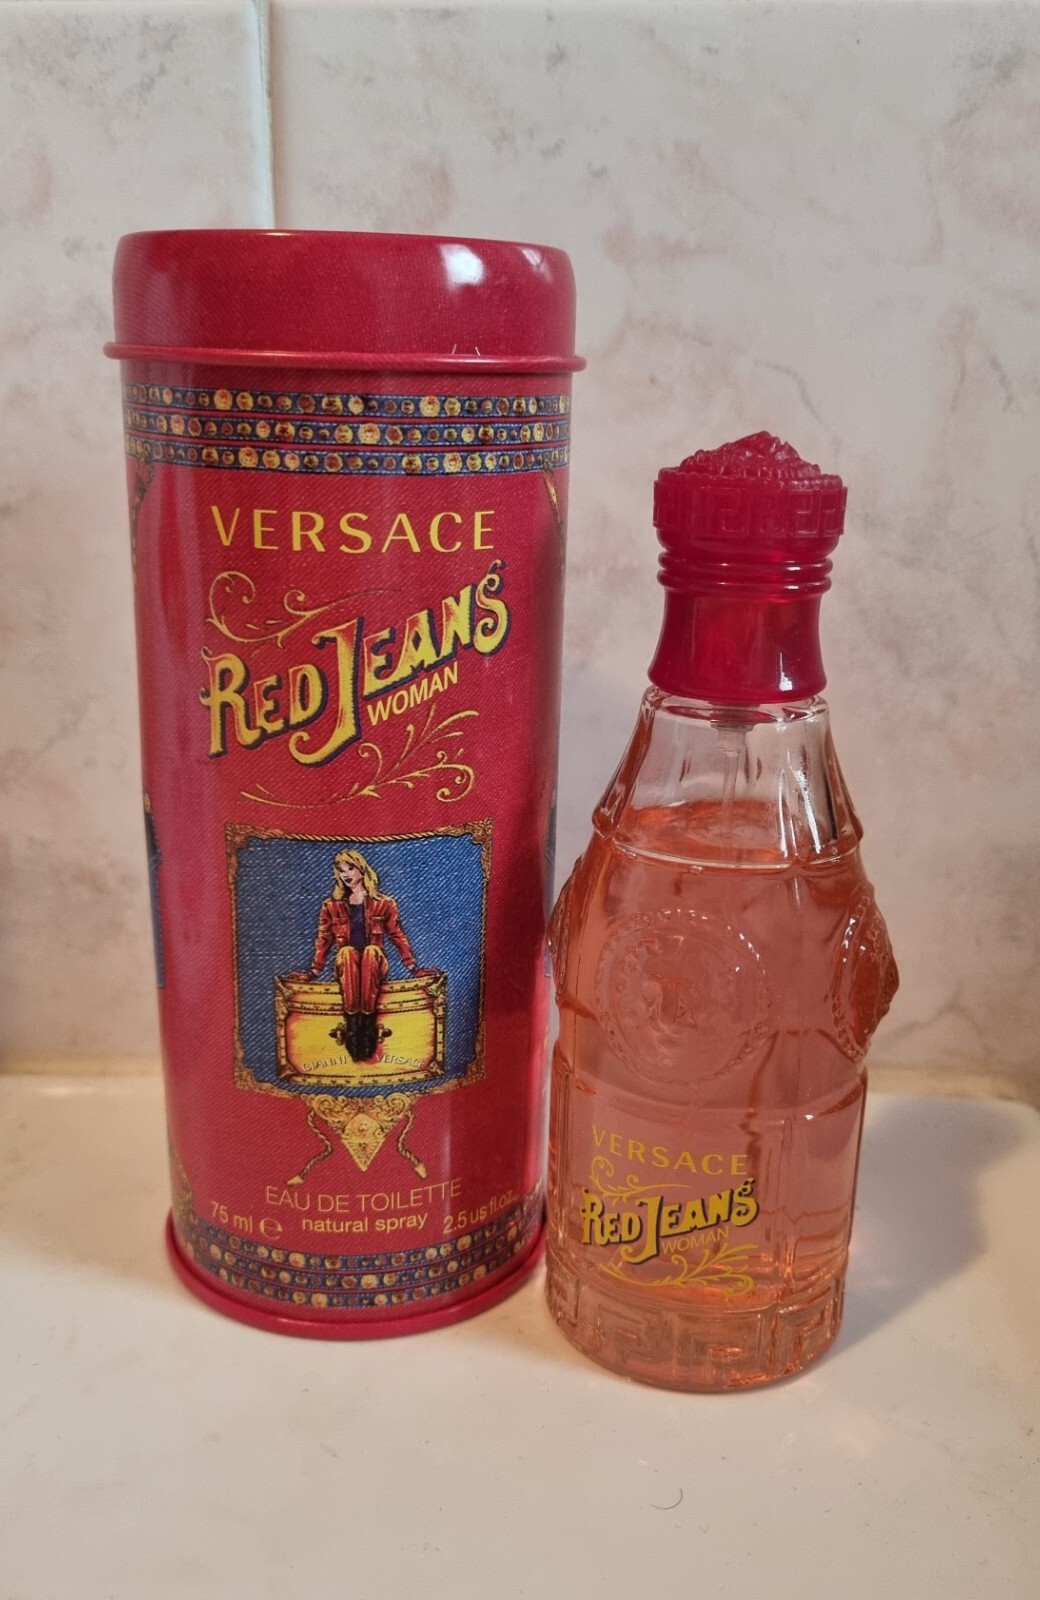 VERSACE
RED JEANS
WOMAN
GIANNI VERSACE
EAU DE TOILETTE
75 ml e natural spray 2.5 us fl.oz.
VERSACE
RED JEANS
WOMAN